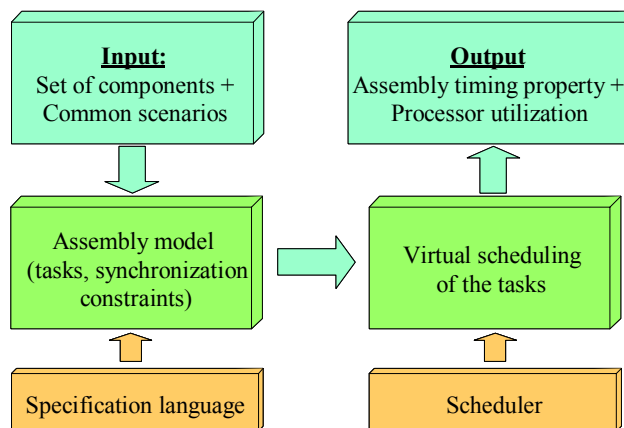 Input:
Set of components +
Common scenarios
Output
Assembly timing property +
Processor utilization
Assembly model
(tasks, synchronization
constraints)
Virtual scheduling
of the tasks
Specification language
Scheduler